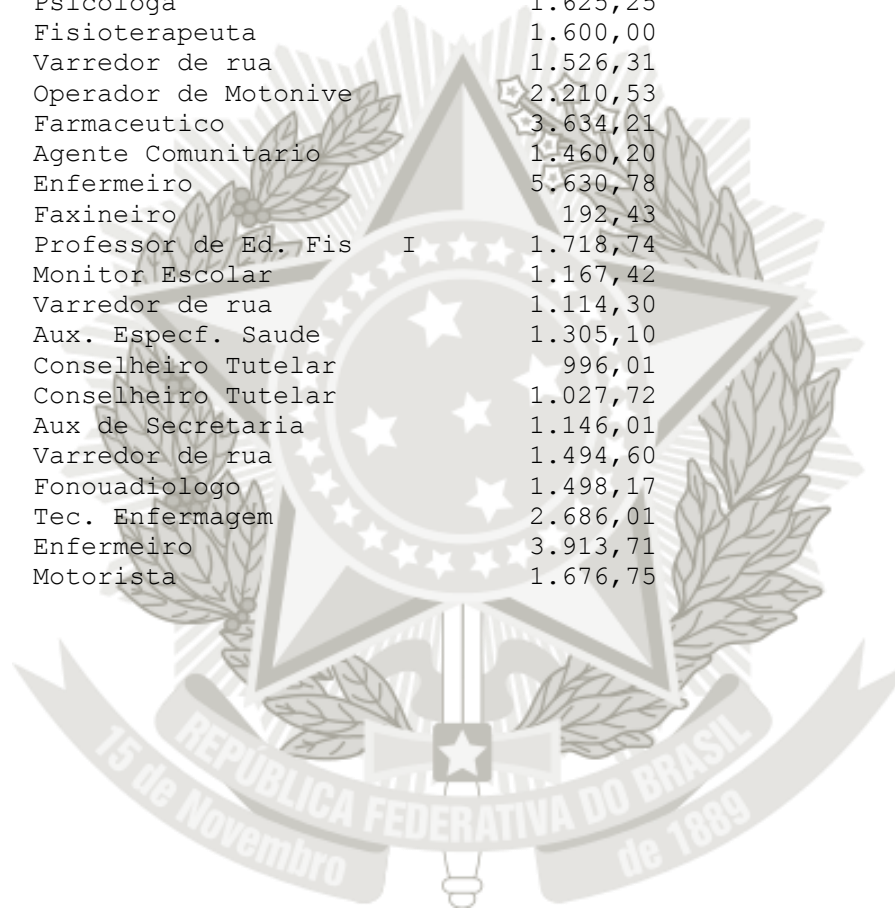 Psicologa 1.625,25
Fisioterapeuta 1.600,00
Varredor de rua 1.526,31
Operador de Motonive 2.210,53
Farmaceutico 3.634,21
Agente Comunitario 1.460,20
Enfermeiro 5.630,78
Faxineiro 192,43
Professor de Ed. Fis I 1.718,74
Monitor Escolar 1.167,42
Varredor de rua 1.114,30
Aux. Especf. Saude 1.305,10
Conselheiro Tutelar 996,01
Conselheiro Tutelar 1.027,72
Aux de Secretaria 1.146,01
Varredor de rua 1.494,60
Fonouadiologo 1.498,17
Tec. Enfermagem 2.686,01
Enfermeiro 3.913,71
Motorista 1.676,75
REPÚBLICA FEDERATIVA DO BRASIL
15 de Novembro de 1889